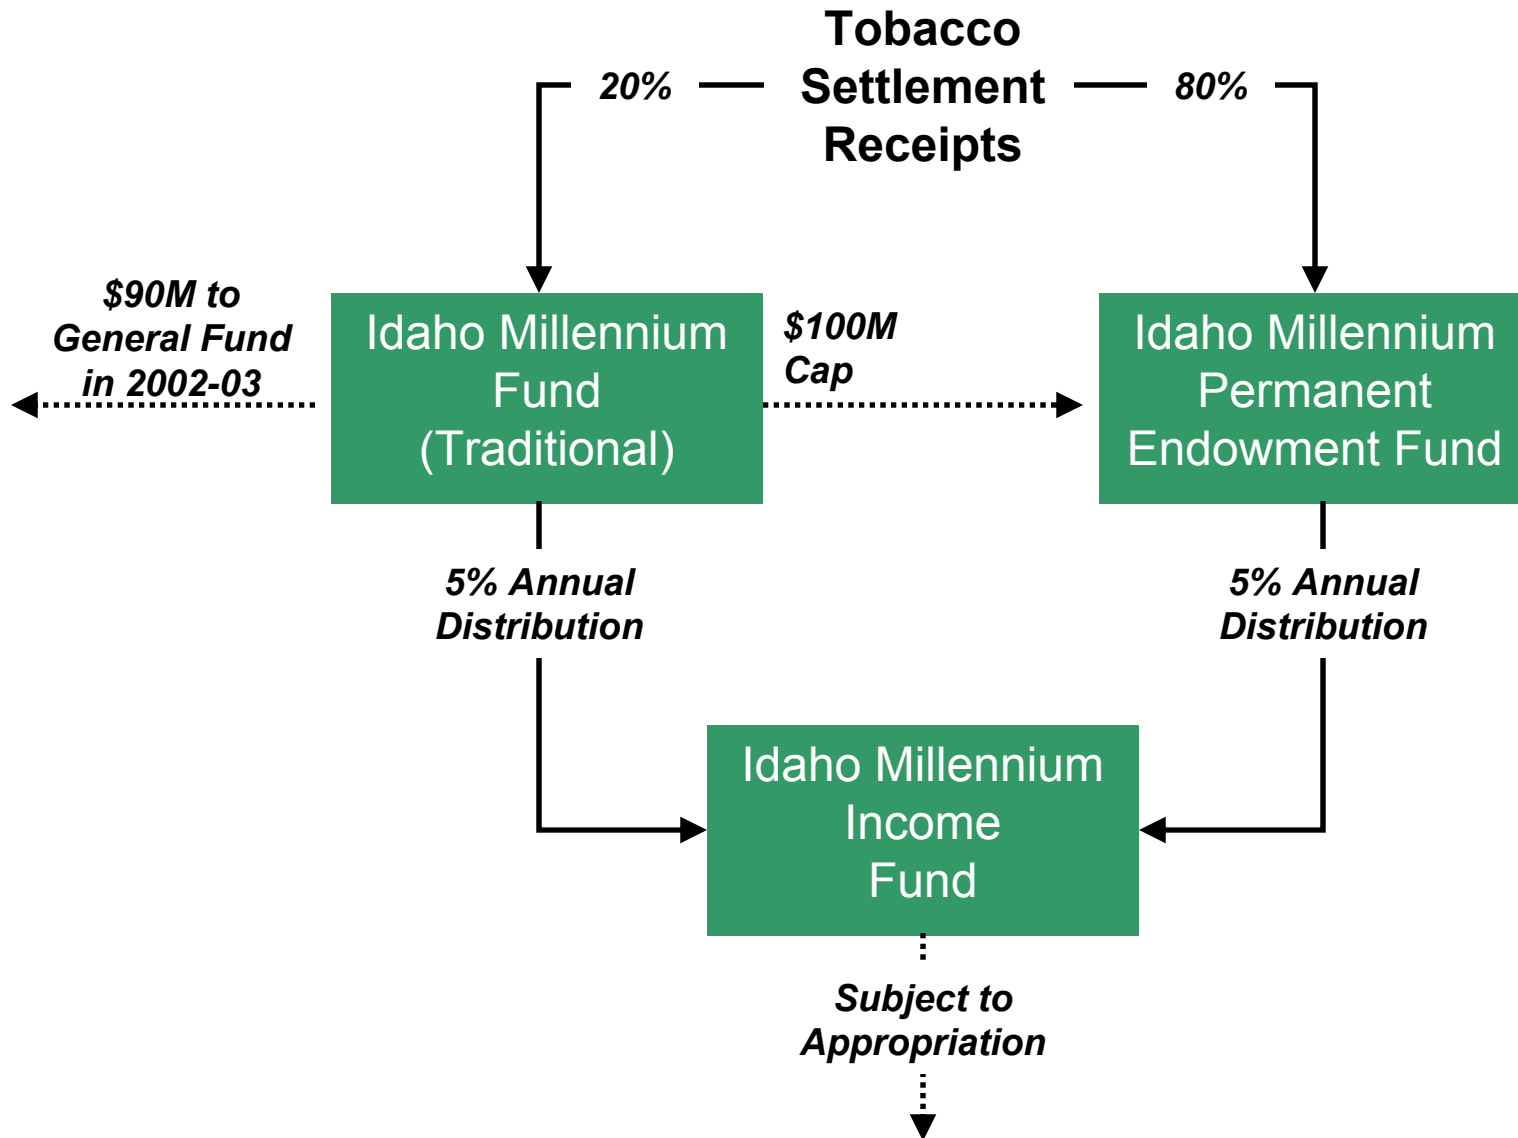 Tobacco
Settlement
Receipts
20%
80%
$90M to
General Fund
in 2002-03
Idaho Millennium
Fund
(Traditional)
$100M
Cap
Idaho Millennium
Permanent
Endowment Fund
5% Annual
Distribution
5% Annual
Distribution
Idaho Millennium
Income
Fund
Subject to
Appropriation